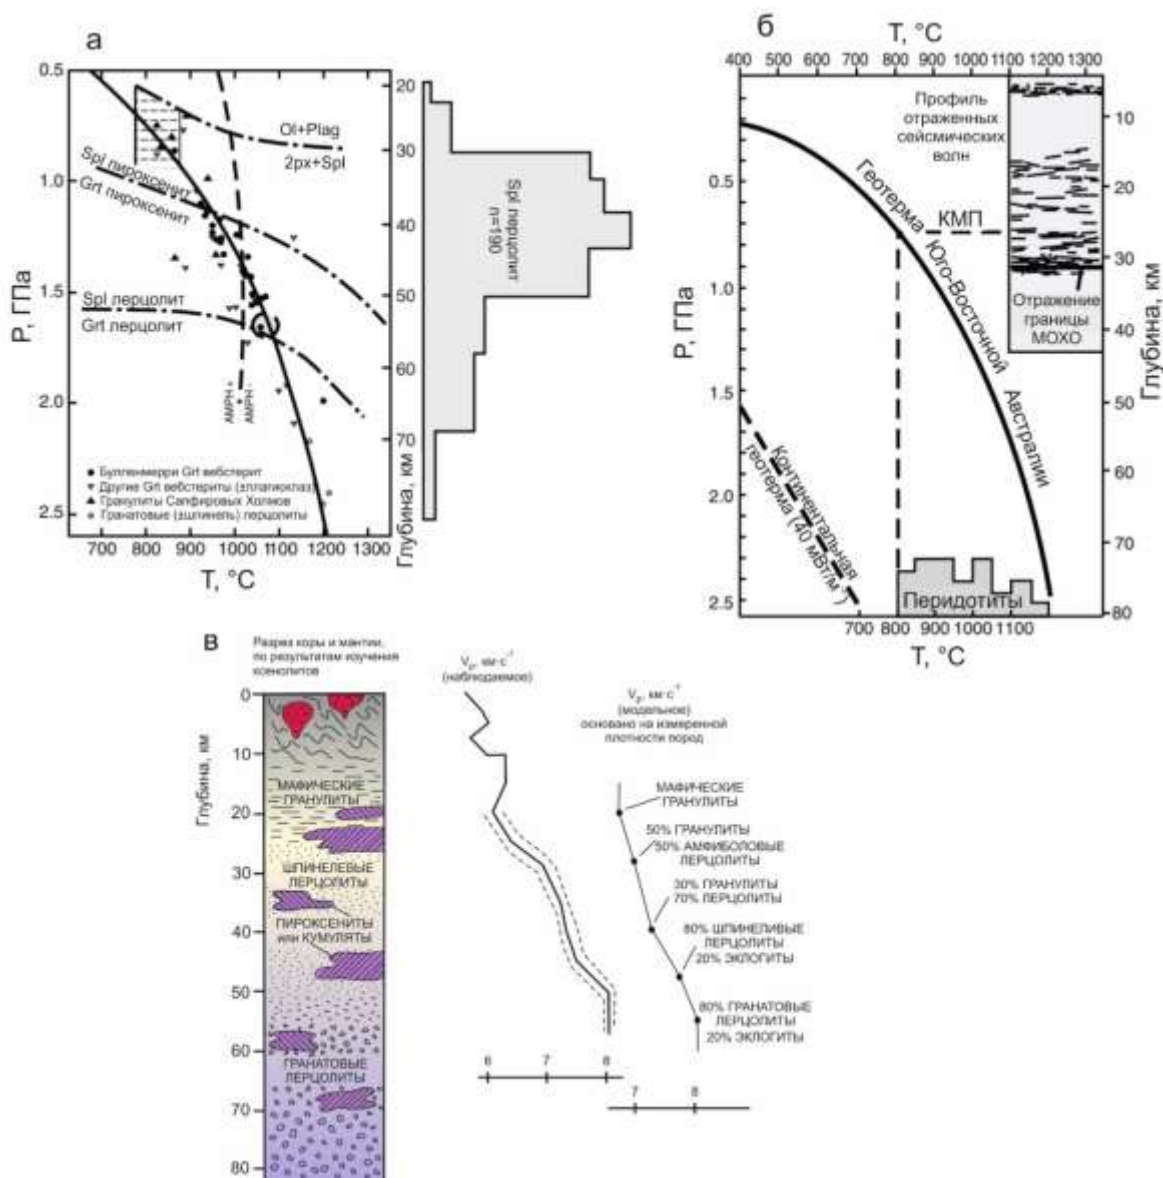 а
0.5
1.0
1.5
2.0
2.5
Р, ГПа
700
800
900
1000
1100
1200
1300
Т, °С
20
30
40
50
60
70
Глубина, км
Ol+Plag
2px+Spl
Spl пироксенит
Grt пироксенит
Spl лерцолит
Grt лерцолит
AMPH +
AMPH -
Булленмерри Grt вебстерит
Другие Grt вебстериты (±плагиоклаз)
Гранулиты Сапфировых Холмов
Гранатовые (±шпинель) лерцолиты
Spl лерцолит
n=190
б
Т, °С
400
500
600
700
800
900
1000
1100
1200
1300
0.5
1.0
1.5
2.0
2.5
Р, ГПа
Профиль
отраженных
сейсмических
волн
КМП
Геотерма Юго-Восточной Австралии
Отражение
границы
МОХО
10
20
30
40
50
60
70
80
Глубина, км
Континентальная
геотерма (40 мВт/м²)
Перидотиты
700
800
900
1000
1100
Т, °С
в
Разрез коры и мантии,
по результатам изучения
ксенолитов
Глубина, км
0
10
20
30
40
50
60
70
80
МАФИЧЕСКИЕ
ГРАНУЛИТЫ
ШПИНЕЛЕВЫЕ
ЛЕРЦОЛИТЫ
ПИРОКСЕНИТЫ
или КУМУЛЯТЫ
ГРАНАТОВЫЕ
ЛЕРЦОЛИТЫ
Vp, км·с⁻¹
(наблюдаемое)
6
7
8
Vp, км·с⁻¹
(модельное)
основано на измеренной
плотности вород
МАФИЧЕСКИЕ
ГРАНУЛИТЫ
50% ГРАНУЛИТЫ
50% АМФИБОЛОВЫЕ
ЛЕРЦОЛИТЫ
30% ГРАНУЛИТЫ
70% ЛЕРЦОЛИТЫ
80% ШПИНЕЛИВЫЕ
ЛЕРЦОЛИТЫ
20% ЭКЛОГИТЫ
80% ГРАНАТОВЫЕ
ЛЕРЦОЛИТЫ
20% ЭКЛОГИТЫ
7
8